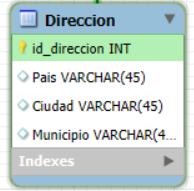 Direccion
id_direccion INT
Pais VARCHAR(45)
Ciudad VARCHAR(45)
Municipio VARCHAR(4...
Indexes